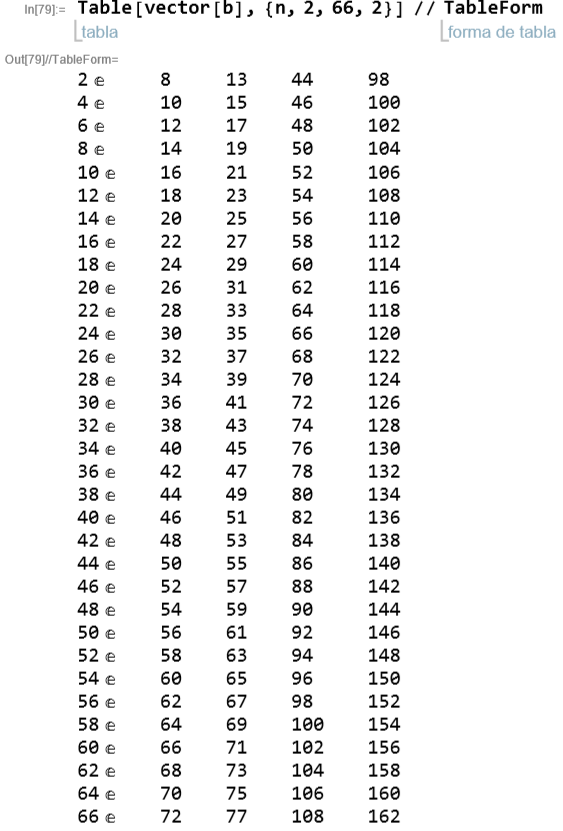 In[79]:= Table[vector[b], {n, 2, 66, 2}] // TableForm
tabla forma de tabla
Out[79]//TableForm=
2 ⅇ 8 13 44 98
4 ⅇ 10 15 46 100
6 ⅇ 12 17 48 102
8 ⅇ 14 19 50 104
10 ⅇ 16 21 52 106
12 ⅇ 18 23 54 108
14 ⅇ 20 25 56 110
16 ⅇ 22 27 58 112
18 ⅇ 24 29 60 114
20 ⅇ 26 31 62 116
22 ⅇ 28 33 64 118
24 ⅇ 30 35 66 120
26 ⅇ 32 37 68 122
28 ⅇ 34 39 70 124
30 ⅇ 36 41 72 126
32 ⅇ 38 43 74 128
34 ⅇ 40 45 76 130
36 ⅇ 42 47 78 132
38 ⅇ 44 49 80 134
40 ⅇ 46 51 82 136
42 ⅇ 48 53 84 138
44 ⅇ 50 55 86 140
46 ⅇ 52 57 88 142
48 ⅇ 54 59 90 144
50 ⅇ 56 61 92 146
52 ⅇ 58 63 94 148
54 ⅇ 60 65 96 150
56 ⅇ 62 67 98 152
58 ⅇ 64 69 100 154
60 ⅇ 66 71 102 156
62 ⅇ 68 73 104 158
64 ⅇ 70 75 106 160
66 ⅇ 72 77 108 162